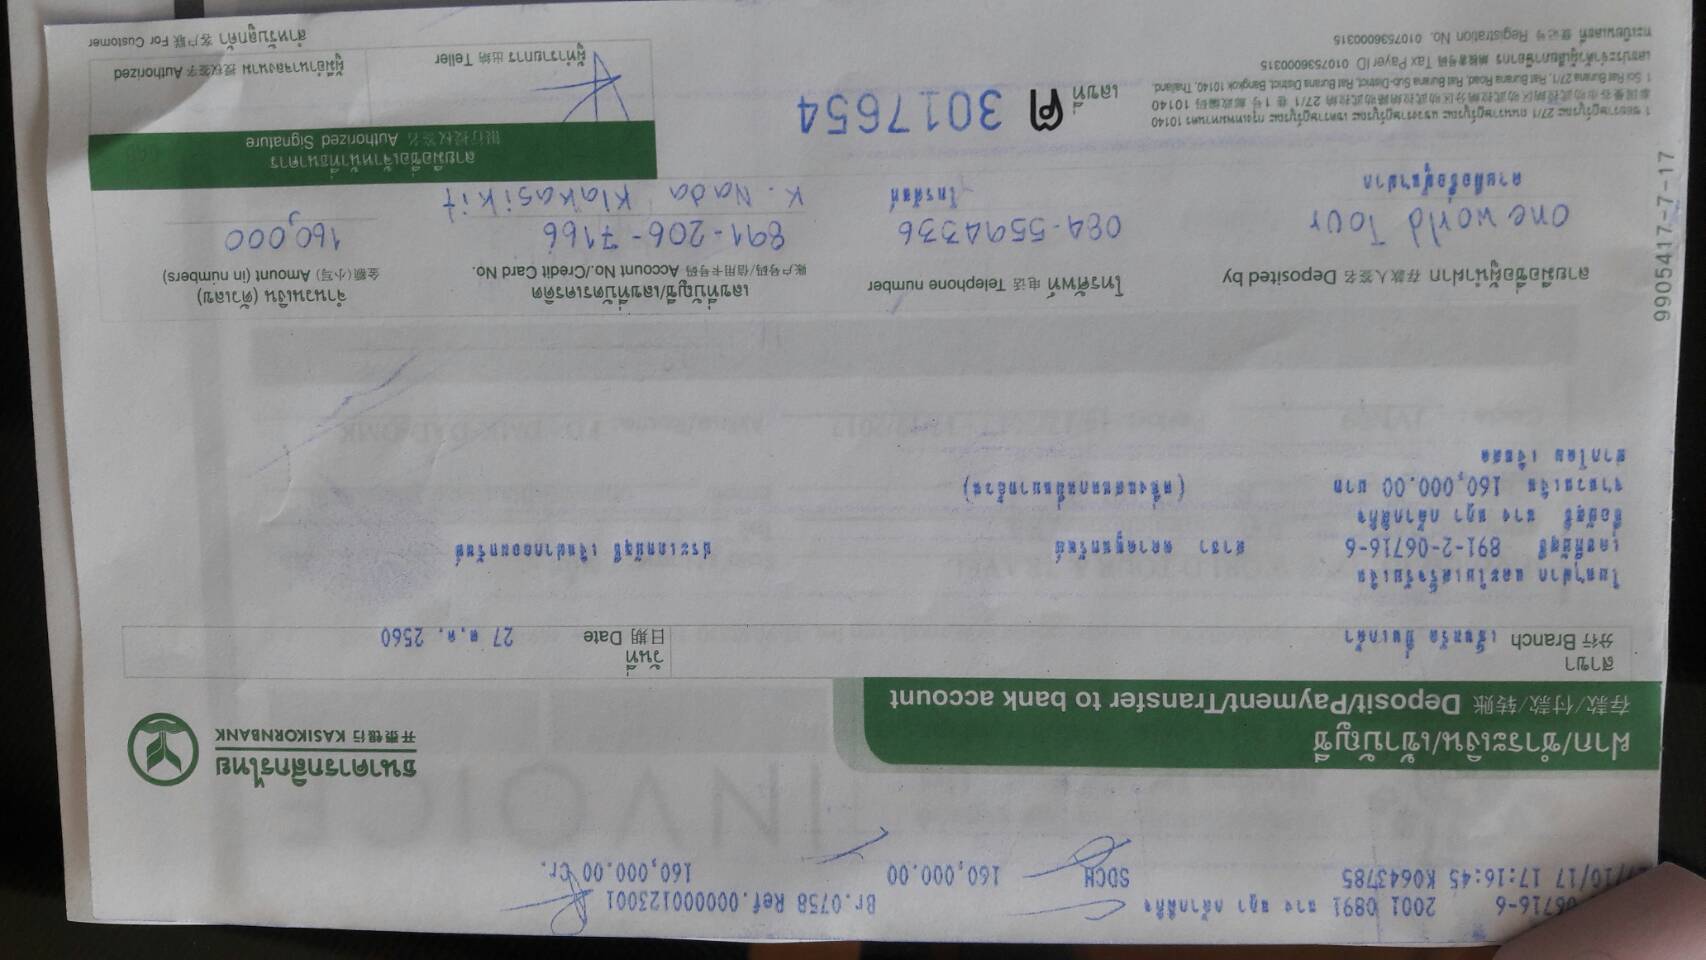 06716-6 2001 0891 นาง นฎา กล้ากสิกิจ Br.0758 Ref.000000123001
/10/17 17:16:45 K0643785 SDCH 160,000.00 160,000.00 Cr.
ธนาคารกสิกรไทย
开泰银行 KASIKORNBANK
ฝาก/ชำระเงิน/เข้าบัญชี
存款/付款/转账 Deposit/Payment/Transfer to bank account
สาขา วันที่
分行 Branch เซ็นทรัล ปิ่นเกล้า 日期 Date 27 ต.ค. 2560
ใบนำฝาก และใบเสร็จรับเงิน
เลขที่บัญชี 891-2-06716-6 สาขา ประเภทบัญชี เงินฝากออมทรัพย์
ชื่อบัญชี นาง นฎา กล้ากสิกิจ
จำนวนเงิน 160,000.00 บาท (หนึ่งแสนหกหมื่นบาทถ้วน)
ฝากโดย เงินสด
ลายมือชื่อผู้นำฝาก 存款人签名 Deposited by
โทรศัพท์ 电话 Telephone number
เลขที่บัญชี/เลขที่บัตรเครดิต
账户号码/信用卡号码 Account No./Credit Card No.
จำนวนเงิน (ตัวเลข)
金额(小写) Amount (in numbers)
one world Tour 084-5594336 891-206-7166 160,000
ลายมือชื่อผู้นำฝาก โทรศัพท์ K. Nada Klakasikit
ลายมือชื่อเจ้าหน้าที่ธนาคาร
银行授权签名 Authorized Signature
เลขที่ ฅ 3017654
1 ซอยราษฎร์บูรณะ 27/1 ถนนราษฎร์บูรณะ แขวงราษฎร์บูรณะ เขตราษฎร์บูรณะ กรุงเทพมหานคร 10140
泰国曼谷市叻武拉纳区叻武拉纳分区叻武拉纳路叻武拉纳 27/1 巷 1号 邮政编码 10140
1 Soi Rat Burana 27/1, Rat Burana Road, Rat Burana Sub-District, Rat Burana District, Bangkok 10140, Thailand.
เลขประจำตัวผู้เสียภาษีอากร 纳税者号码 Tax Payer ID 0107536000315
ทะเบียนเลขที่ 登记号 Registration No. 0107536000315
ผู้ทำรายการ 出纳 Teller
ผู้มีอำนาจลงนาม 授权签字 Authorized
สำหรับลูกค้า 客户联 For Customer
9905417-7-17
INVOICE